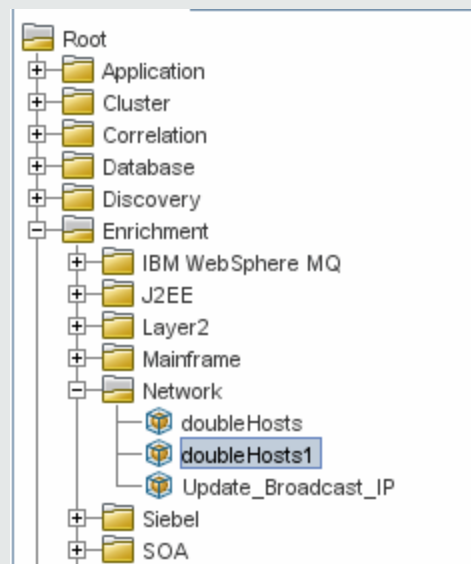 Root
Application
Cluster
Correlation
Database
Discovery
Enrichment
IBM WebSphere MQ
J2EE
Layer2
Mainframe
Network
doubleHosts
doubleHosts1
Update_Broadcast_IP
Siebel
SOA